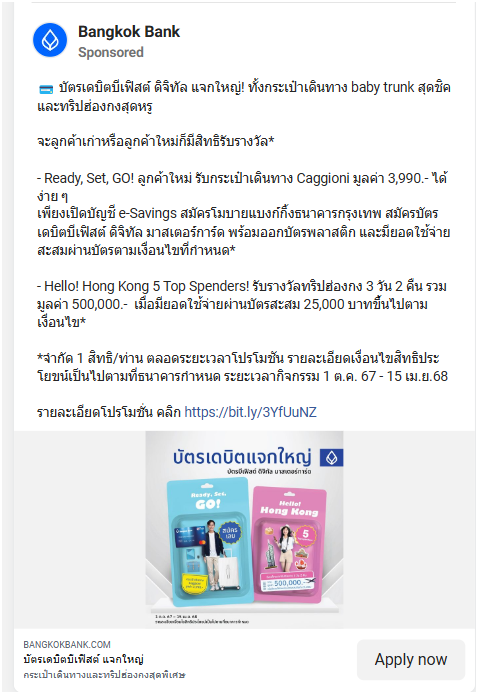 Bangkok Bank
Sponsored
บัตรเดบิตบีเฟิสต์ ดิจิทัล แจกใหญ่! ทั้งกระเป๋าเดินทาง baby trunk สุดชิค
และทริปฮ่องกงสุดหรู
จะลูกค้าเก่าหรือลูกค้าใหม่ก็มีสิทธิรับรางวัล*
- Ready, Set, GO! ลูกค้าใหม่ รับกระเป๋าเดินทาง Caggioni มูลค่า 3,990.- ได้
ง่าย ๆ
เพียงเปิดบัญชี e-Savings สมัครโมบายแบงก์กิ้งธนาคารกรุงเทพ สมัครบัตร
เดบิตบีเฟิสต์ ดิจิทัล มาสเตอร์การ์ด พร้อมออกบัตรพลาสติก และมียอดใช้จ่าย
สะสมผ่านบัตรตามเงื่อนไขที่กำหนด*
- Hello! Hong Kong 5 Top Spenders! รับรางวัลทริปฮ่องกง 3 วัน 2 คืน รวม
มูลค่า 500,000.- เมื่อมียอดใช้จ่ายผ่านบัตรสะสม 25,000 บาทขึ้นไปตาม
เงื่อนไข*
*จำกัด 1 สิทธิ/ท่าน ตลอดระยะเวลาโปรโมชัน รายละเอียดเงื่อนไขสิทธิประ
โยชน์เป็นไปตามที่ธนาคารกำหนด ระยะเวลากิจกรรม 1 ต.ค. 67 - 15 เม.ย.68
รายละเอียดโปรโมชั่น คลิก https://bit.ly/3YfUuNZ
บัตรเดบิตแจกใหญ่
บัตรบีเฟิสต์ ดิจิทัล มาสเตอร์การ์ด
Ready, Set,
GO!
Hello!
Hong Kong
สมัคร
เลย
5
500,000.-
BANGKOKBANK.COM
บัตรเดบิตบีเฟิสต์ แจกใหญ่
กระเป๋าเดินทางและทริปฮ่องกงสุดพิเศษ
Apply now